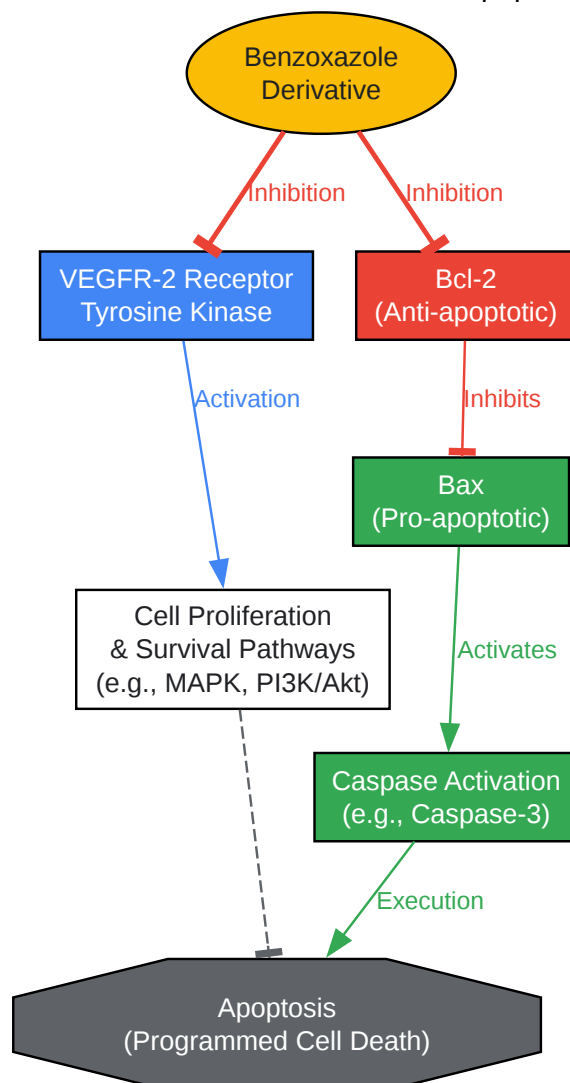 Benzoxazole
Derivative
Inhibition
Inhibition
VEGFR-2 Receptor
Tyrosine Kinase
Bcl-2
(Anti-apoptotic)
Activation
Inhibits
Bax
(Pro-apoptotic)
Cell Proliferation
& Survival Pathways
(e.g., MAPK, PI3K/Akt)
Activates
Caspase Activation
(e.g., Caspase-3)
Execution
Apoptosis
(Programmed Cell Death)